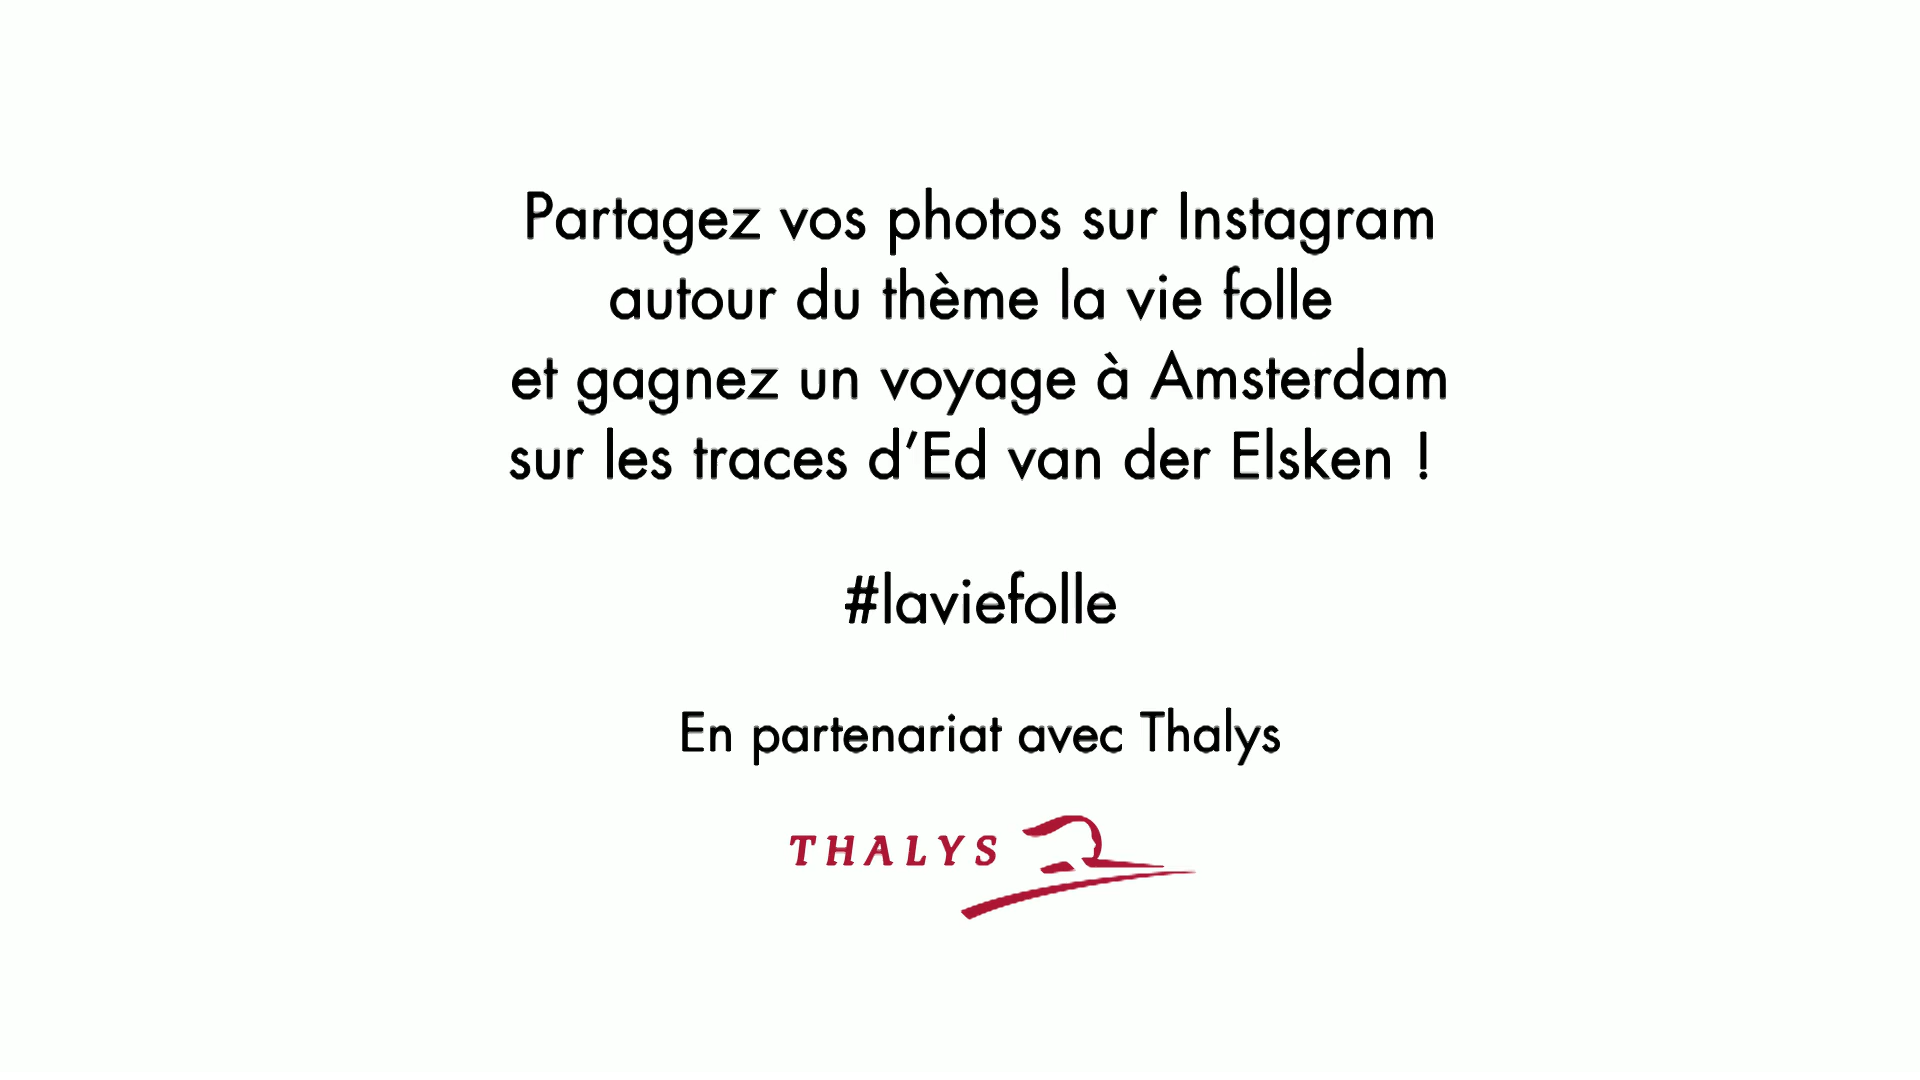 Partagez vos photos sur Instagram
autour du thème la vie folle
et gagnez un voyage à Amsterdam
sur les traces d’Ed van der Elsken !
#laviefolle
En partenariat avec Thalys
THALYS